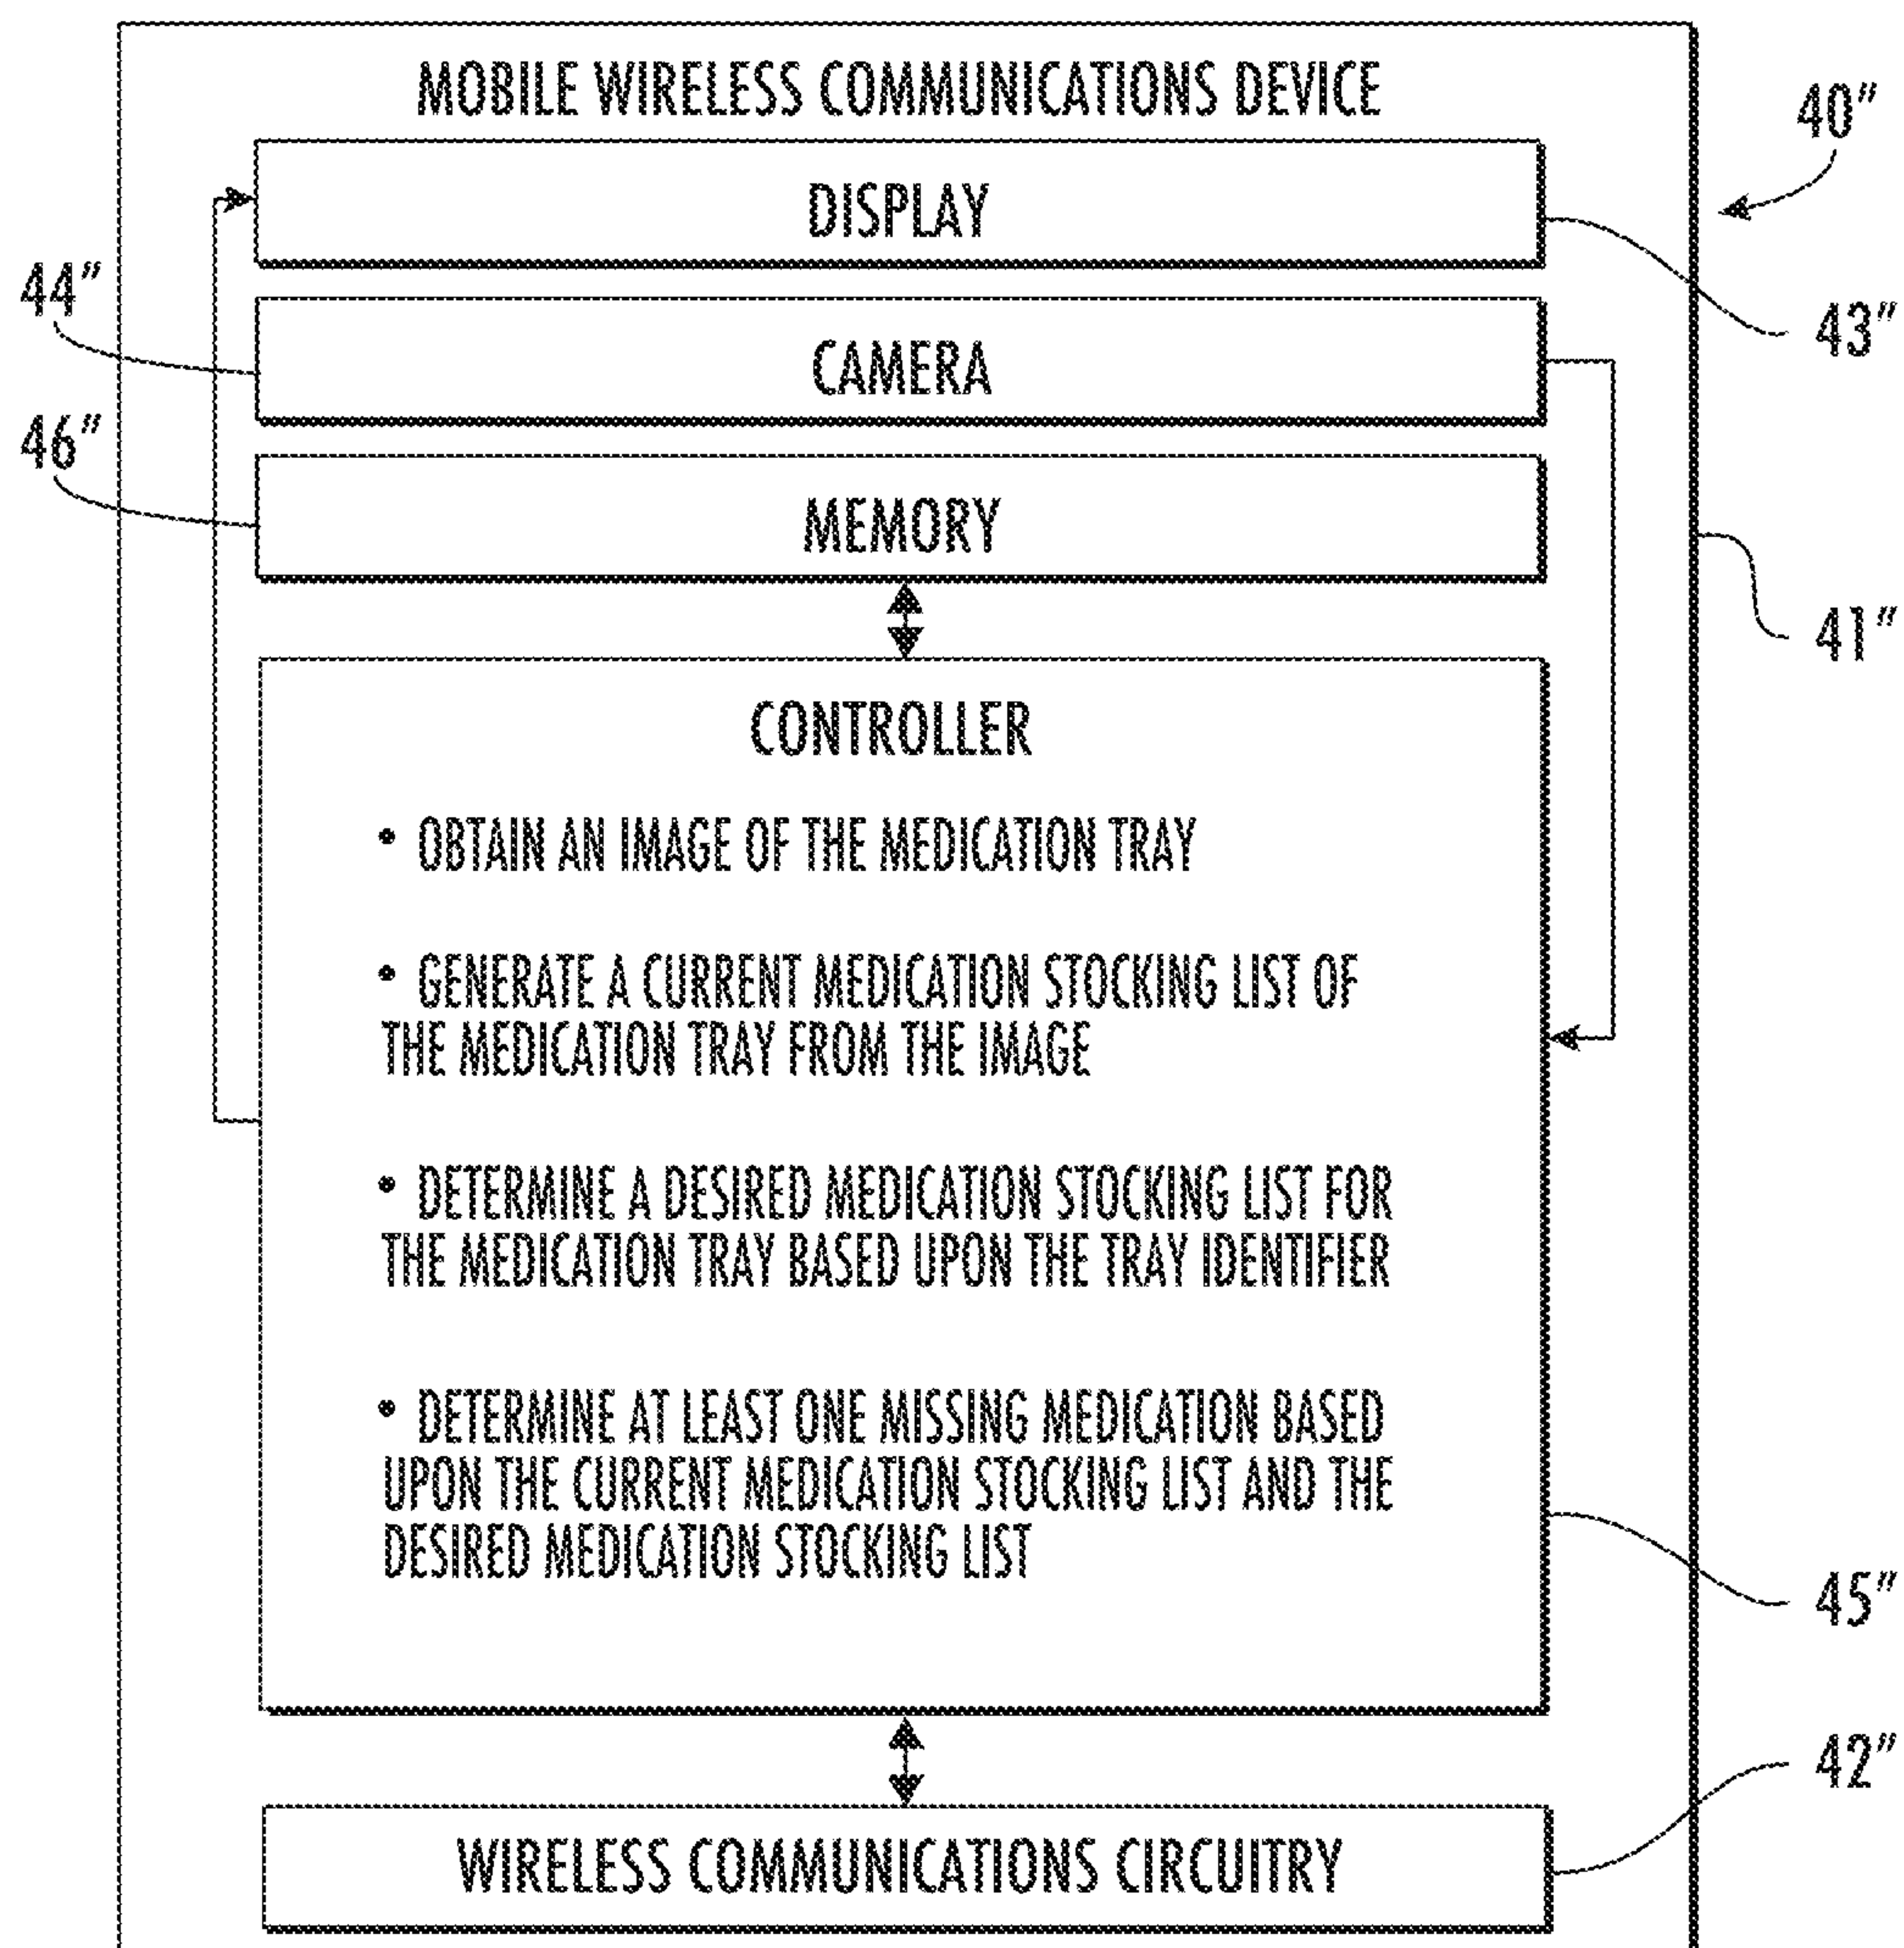 MOBILE WIRELESS COMMUNICATIONS DEVICE
40"
DISPLAY
43"
44"
CAMERA
46"
MEMORY
41"
CONTROLLER
• OBTAIN AN IMAGE OF THE MEDICATION TRAY
• GENERATE A CURRENT MEDICATION STOCKING LIST OF
THE MEDICATION TRAY FROM THE IMAGE
• DETERMINE A DESIRED MEDICATION STOCKING LIST FOR
THE MEDICATION TRAY BASED UPON THE TRAY IDENTIFIER
• DETERMINE AT LEAST ONE MISSING MEDICATION BASED
UPON THE CURRENT MEDICATION STOCKING LIST AND THE
DESIRED MEDICATION STOCKING LIST
45"
42"
WIRELESS COMMUNICATIONS CIRCUITRY